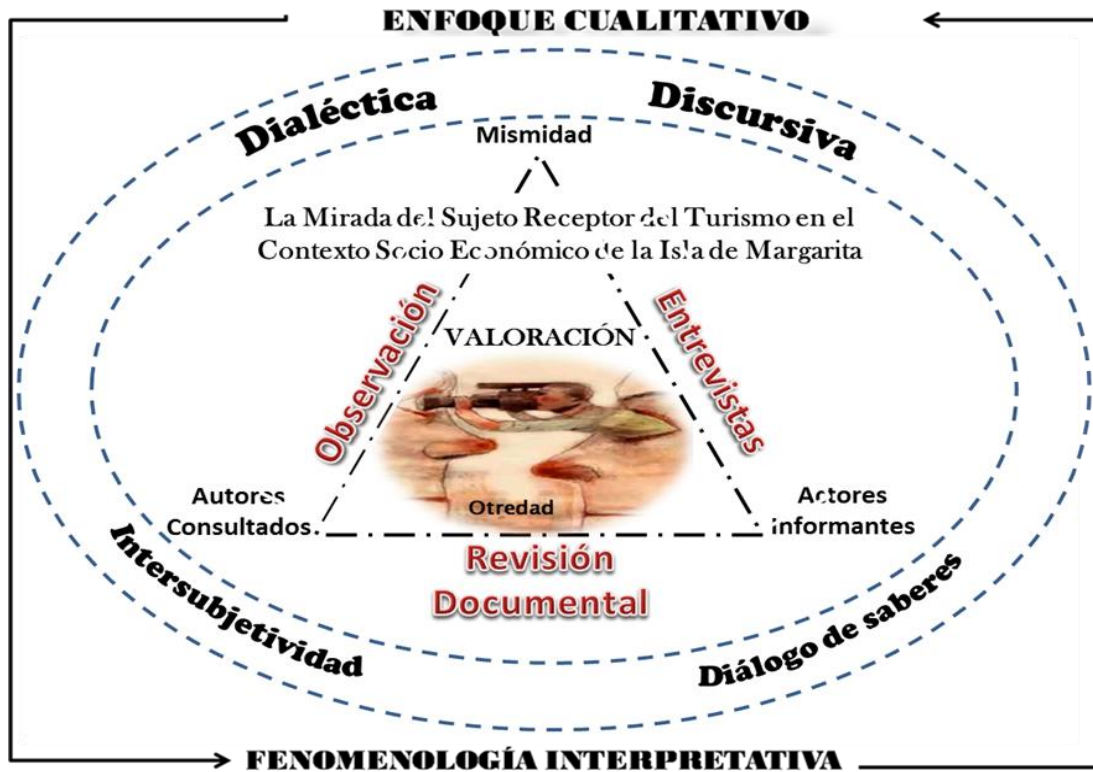 ENFOQUE CUALITATIVO
Dialéctica
Discursiva
Mismidad
La Mirada del Sujeto Receptor del Turismo en el
Contexto Socio Económico de la Isla de Margarita
Observación
Entrevistas
VALORACIÓN
Autores
Consultados
Otredad
Actores
informantes
Revisión
Documental
Intersubjetividad
Diálogo de saberes
FENOMENOLOGÍA INTERPRETATIVA